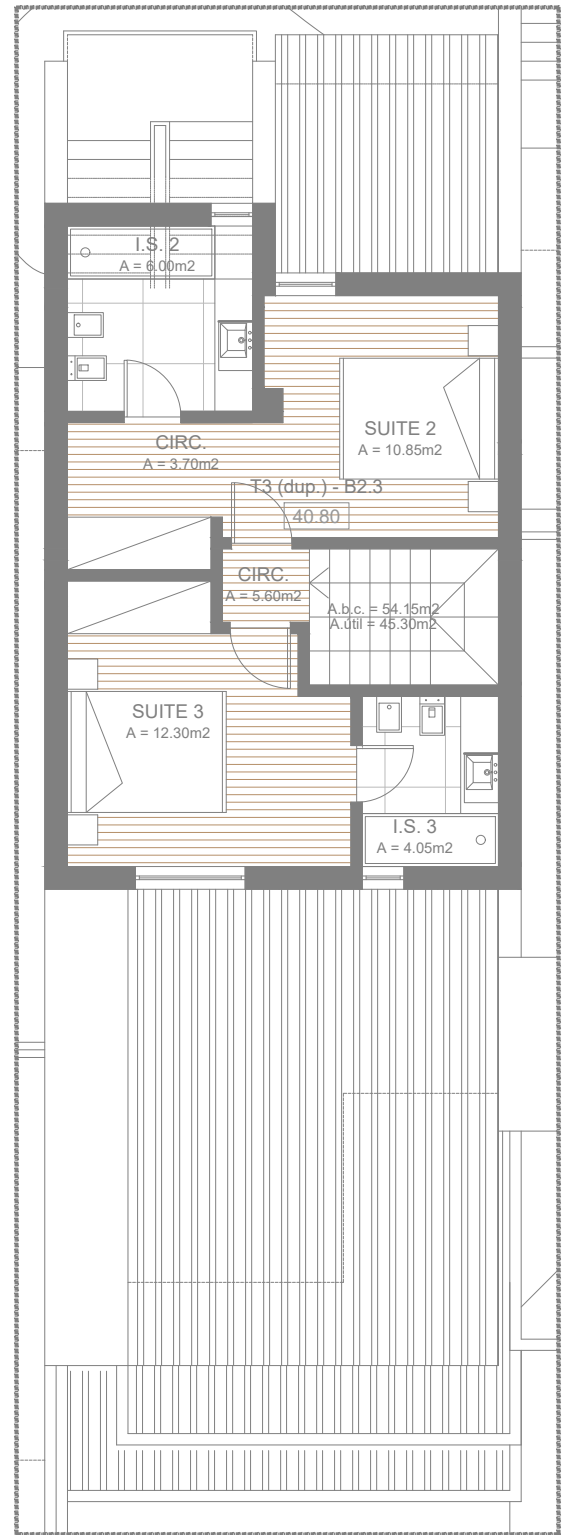 I.S. 2
A = 6.00m2
SUITE 2
A = 10.85m2
CIRC.
A = 3.70m2
T3 (dup.) - B2.3
40.80
CIRC.
A = 5.60m2
A.b.c. = 54.15m2
A.útil = 45.30m2
SUITE 3
A = 12.30m2
I.S. 3
A = 4.05m2